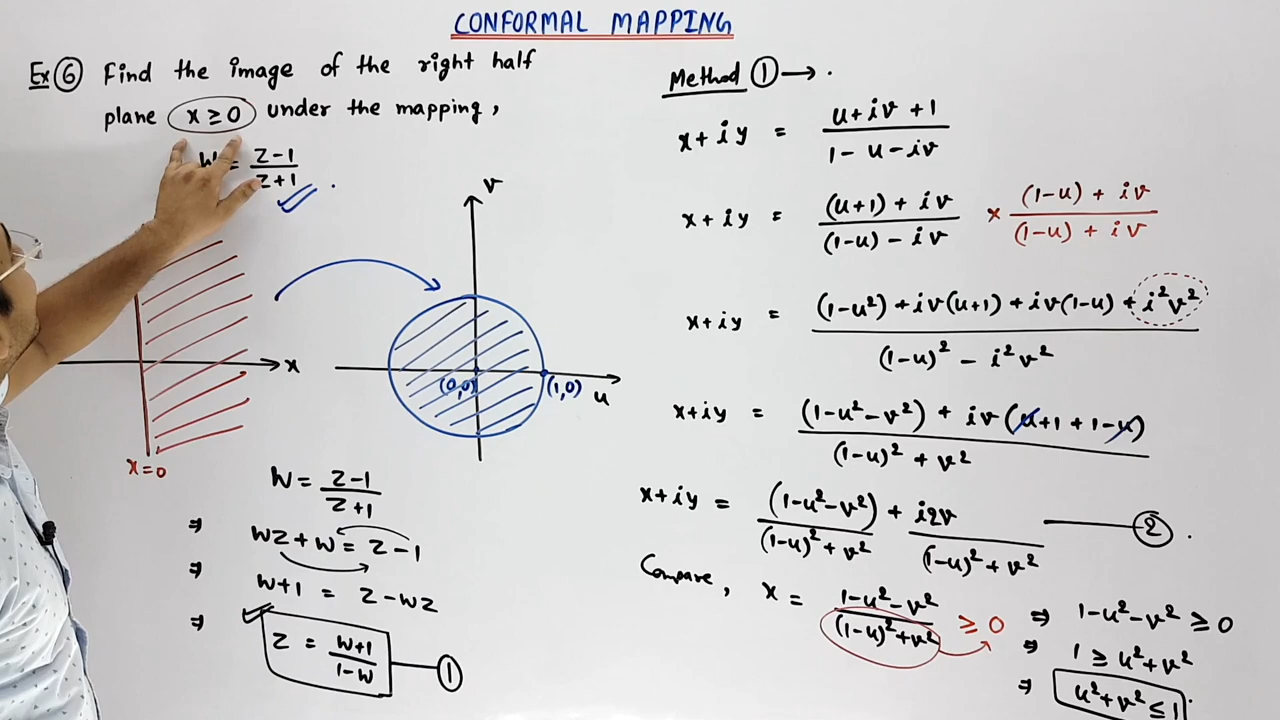 CONFORMAL MAPPING
Ex 6 Find the image of the right half
plane x ≥ 0 under the mapping,
W = Z-1 / Z+1
x
x=0
v
(0,0)
(1,0)
u
W = Z-1 / Z+1
⇒ WZ+W = Z-1
⇒ W+1 = Z-WZ
⇒ Z = W+1 / 1-W ① 
Method ① → .
x+iy = u+iv+1 / 1-u-iv
x+iy = (u+1)+iv / (1-u)-iv × (1-u)+iv / (1-u)+iv
x+iy = (1-u²)+iv(u+1)+iv(1-u)+i²v² / (1-u)²-i²v²
x+iy = (1-u²-v²)+iv(u+1+1-u) / (1-u)²+v²
x+iy = (1-u²-v²) / (1-u)²+v² + i2v / (1-u)²+v² ② .
Compare, x = 1-u²-v² / (1-u)²+v² ≥ 0 ⇒ 1-u²-v² ≥ 0
⇒ 1 ≥ u²+v²
⇒ u²+v² ≤ 1